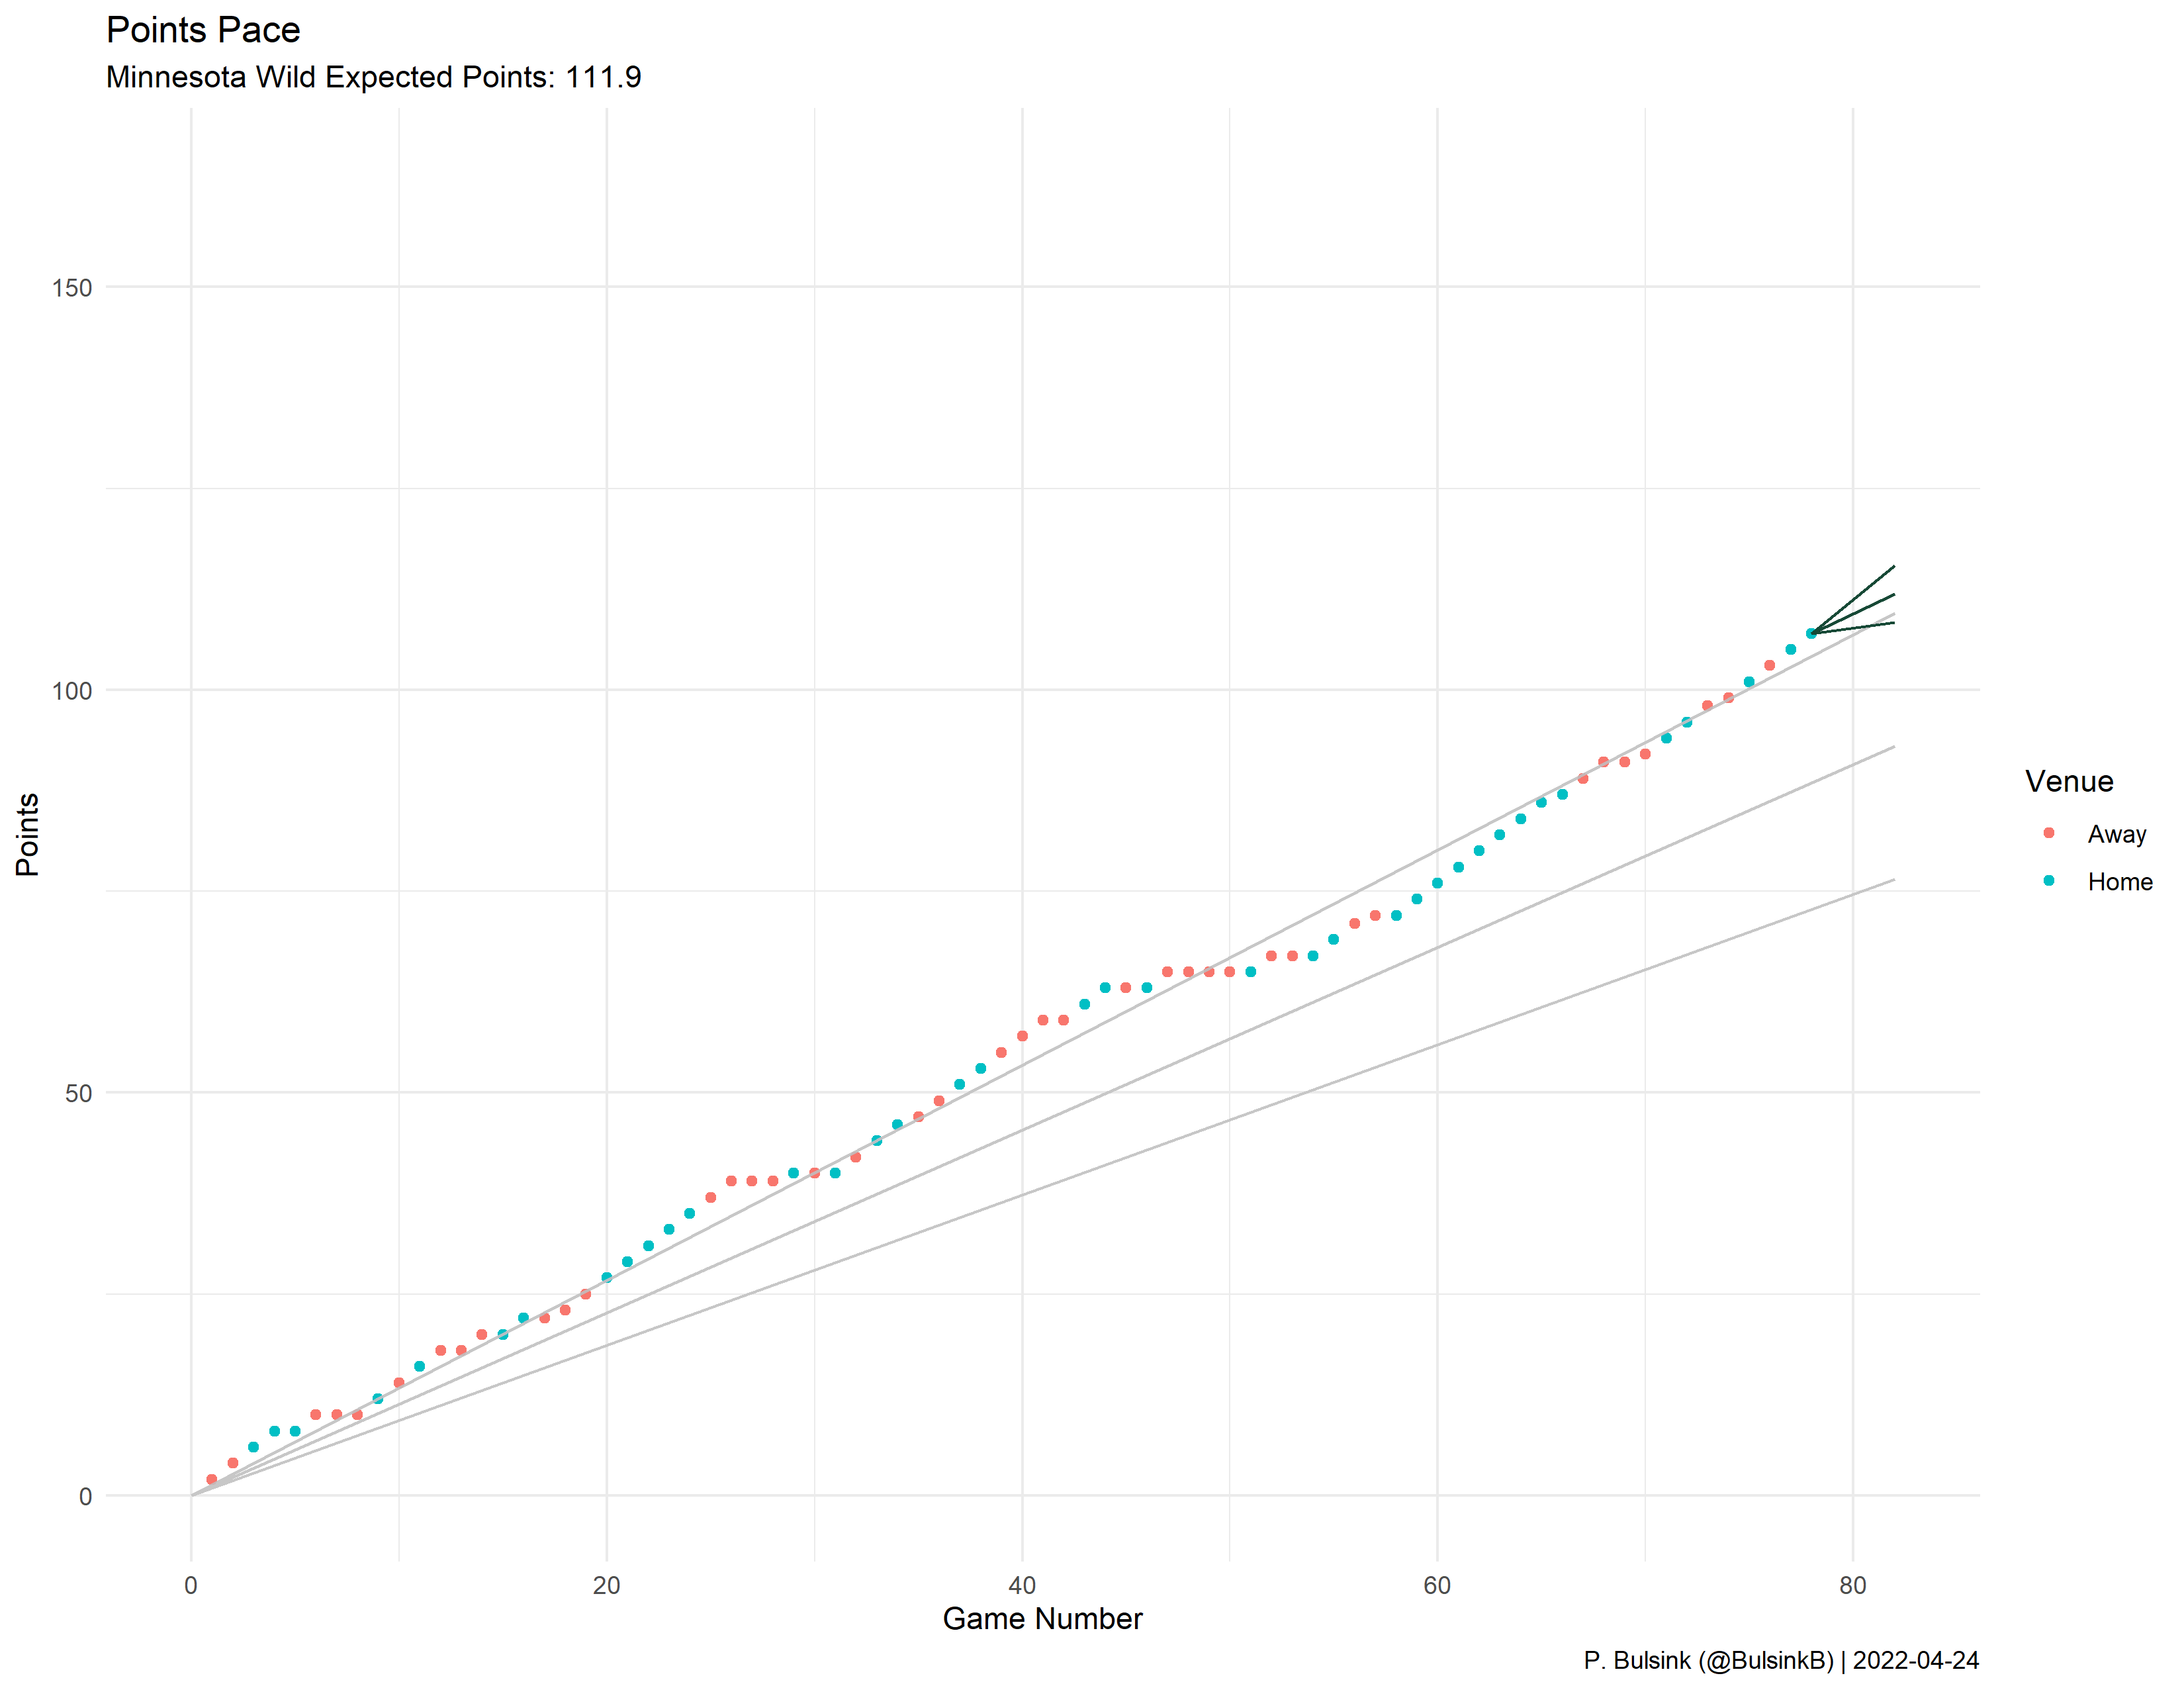 Points Pace
Minnesota Wild Expected Points: 111.9
150
100
50
0
Points
0 20 40 60 80
Game Number
Venue
Away
Home
P. Bulsink (@BulsinkB) | 2022-04-24